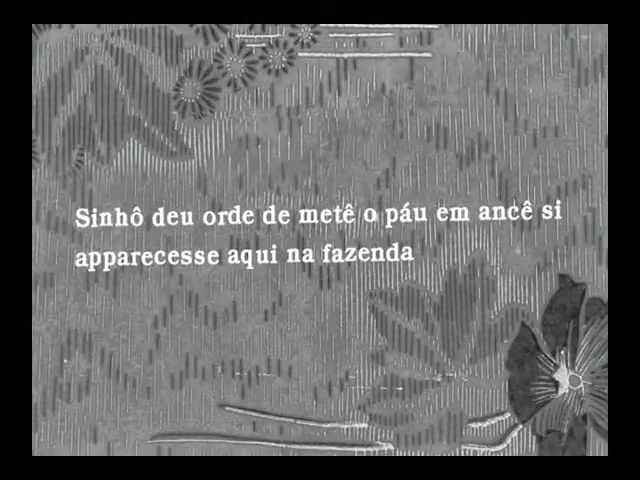 Sinhô deu orde de metê o páu em ancê si
apparecesse aqui na fazenda